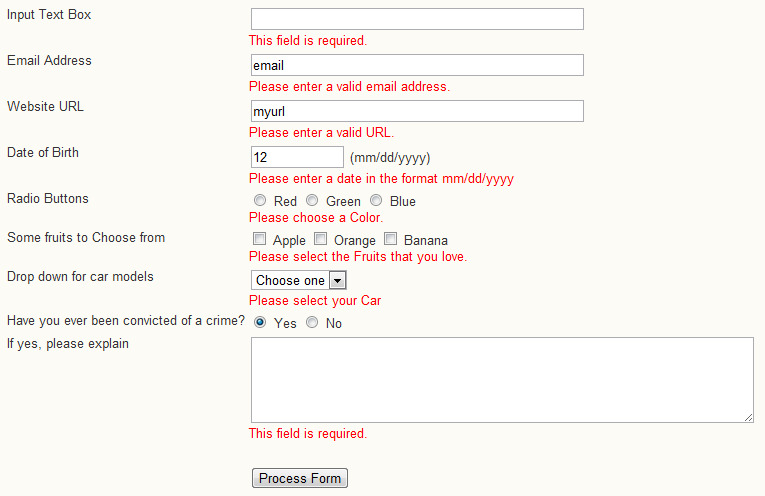 Input Text Box
This field is required.
Email Address email
Please enter a valid email address.
Website URL myurl
Please enter a valid URL.
Date of Birth 12 (mm/dd/yyyy)
Please enter a date in the format mm/dd/yyyy
Radio Buttons Red Green Blue
Please choose a Color.
Some fruits to Choose from Apple Orange Banana
Please select the Fruits that you love.
Drop down for car models Choose one
Please select your Car
Have you ever been convicted of a crime? Yes No
If yes, please explain
This field is required.
Process Form